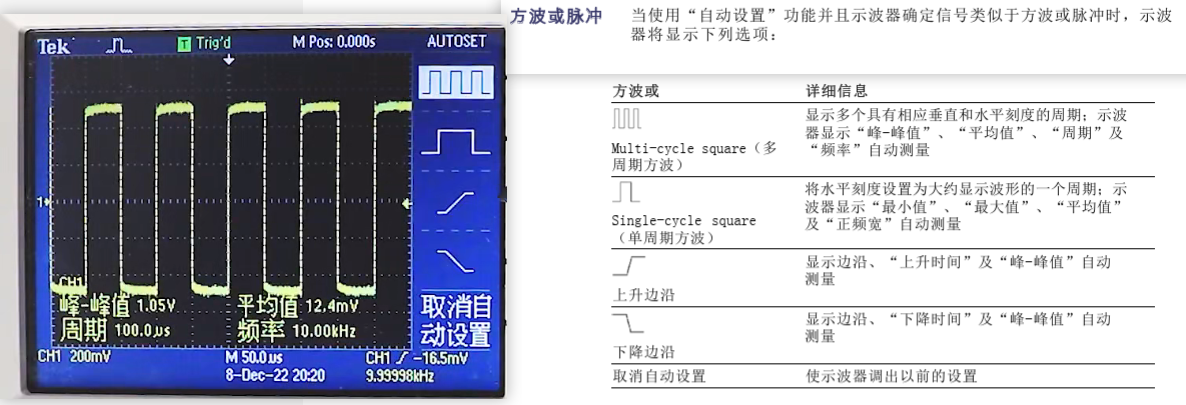 Tek
T Trig'd
M Pos: 0.000s
AUTOSET
1
CH1
峰-峰值 1.05V
平均值 12.4mV
周期 100.0us
频率 10.00kHz
取消自
动设置
CH1 200mV
M 50.0us
CH1 -16.5mV
8-Dec-22 20:20
9.99998kHz
方波或脉冲
当使用“自动设置”功能并且示波器确定信号类似于方波或脉冲时，示波
器将显示下列选项：
方波或
详细信息
Multi-cycle square（多
周期方波）
显示多个具有相应垂直和水平刻度的周期；示波
器显示“峰-峰值”、“平均值”、“周期”及
“频率”自动测量
Single-cycle square
（单周期方波）
将水平刻度设置为大约显示波形的一个周期；示
波器显示“最小值”、“最大值”、“平均值”
及“正频宽”自动测量
上升边沿
显示边沿、“上升时间”及“峰-峰值”自动
测量
下降边沿
显示边沿、“下降时间”及“峰-峰值”自动
测量
取消自动设置
使示波器调出以前的设置